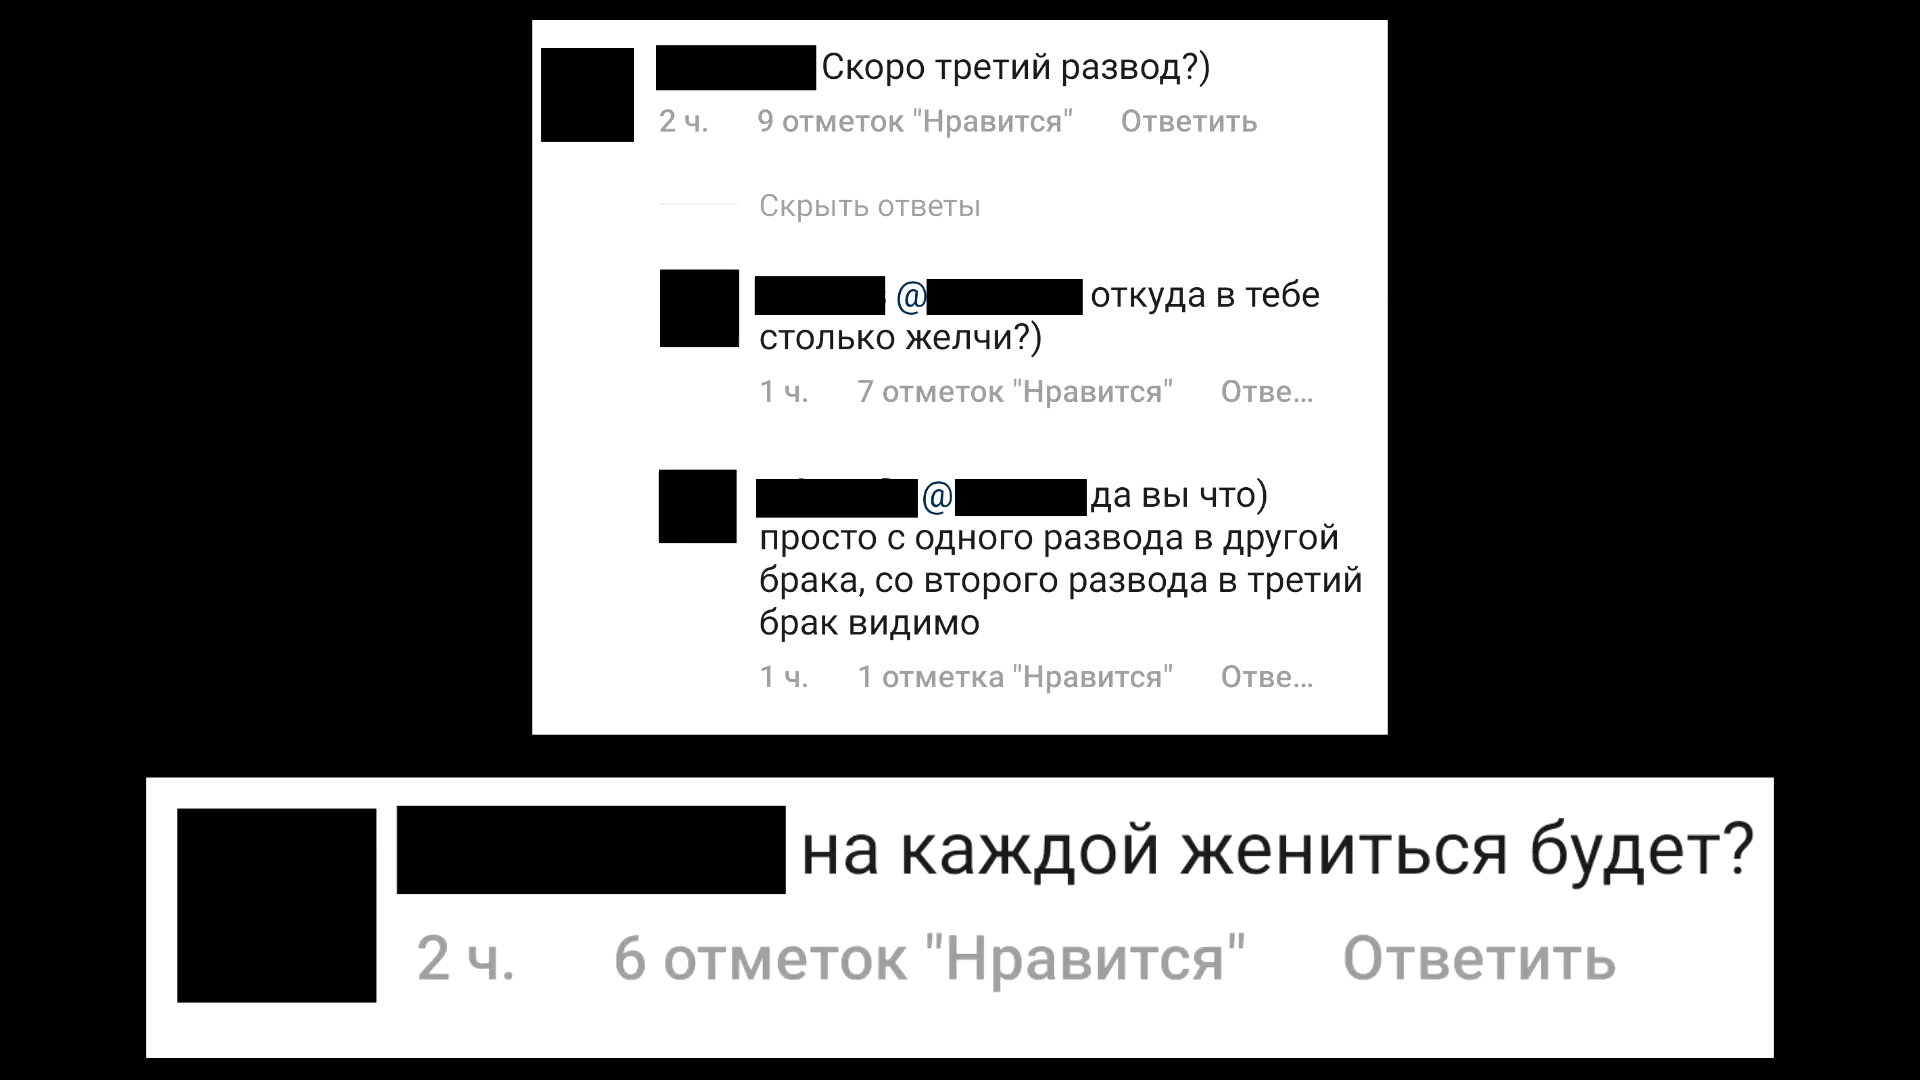 Скоро третий развод?)
2 ч. 9 отметок "Нравится" Ответить
Скрыть ответы
@ откуда в тебе
столько желчи?)
1 ч. 7 отметок "Нравится" Отве...
@ да вы что)
просто с одного развода в другой
брака, со второго развода в третий
брак видимо
1 ч. 1 отметка "Нравится" Отве...
на каждой жениться будет?
2 ч. 6 отметок "Нравится" Ответить